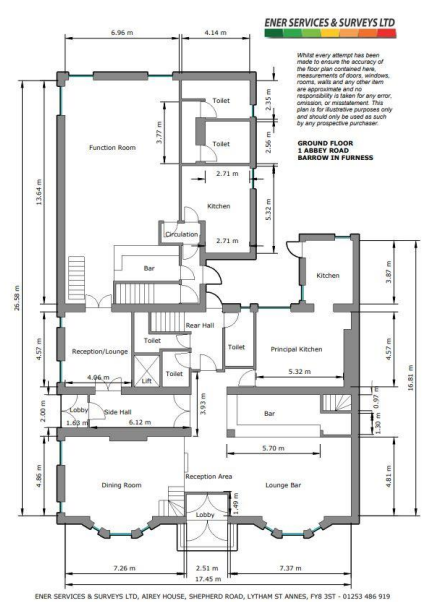 ENER SERVICES & SURVEYS LTD
6.96 m
4.14 m
Whilst every attempt has been
made to ensure the accuracy of
the floor plan contained here,
measurements of doors, windows,
rooms, walls and any other item
are approximate and no
responsibility is taken for any error,
omission, or misstatement. This
plan is for illustrative purposes only
and should only be used as such
by any prospective purchaser.
GROUND FLOOR
1 ABBEY ROAD
BARROW IN FURNESS
Toilet
2.35 m
Function Room
3.77 m
Toilet
2.56 m
2.71 m
13.64 m
Kitchen
5.32 m
Circulation
2.71 m
Bar
Kitchen
3.87 m
26.58 m
Rear Hall
Toilet
Toilet
Reception/Lounge
Principal Kitchen
4.57 m
4.57 m
16.81 m
Toilet
Lift
4.06 m
5.32 m
Lobby
Side Hall
2.00 m
1.63 m
6.12 m
3.93 m
Bar
0.97 m
1.30 m
5.70 m
4.86 m
Dining Room
Reception Area
Lounge Bar
4.81 m
1.49 m
Lobby
7.26 m
2.51 m
7.37 m
17.45 m
ENER SERVICES & SURVEYS LTD, AIREY HOUSE, SHEPHERD ROAD, LYTHAM ST ANNES, FY8 3ST - 01253 486 919